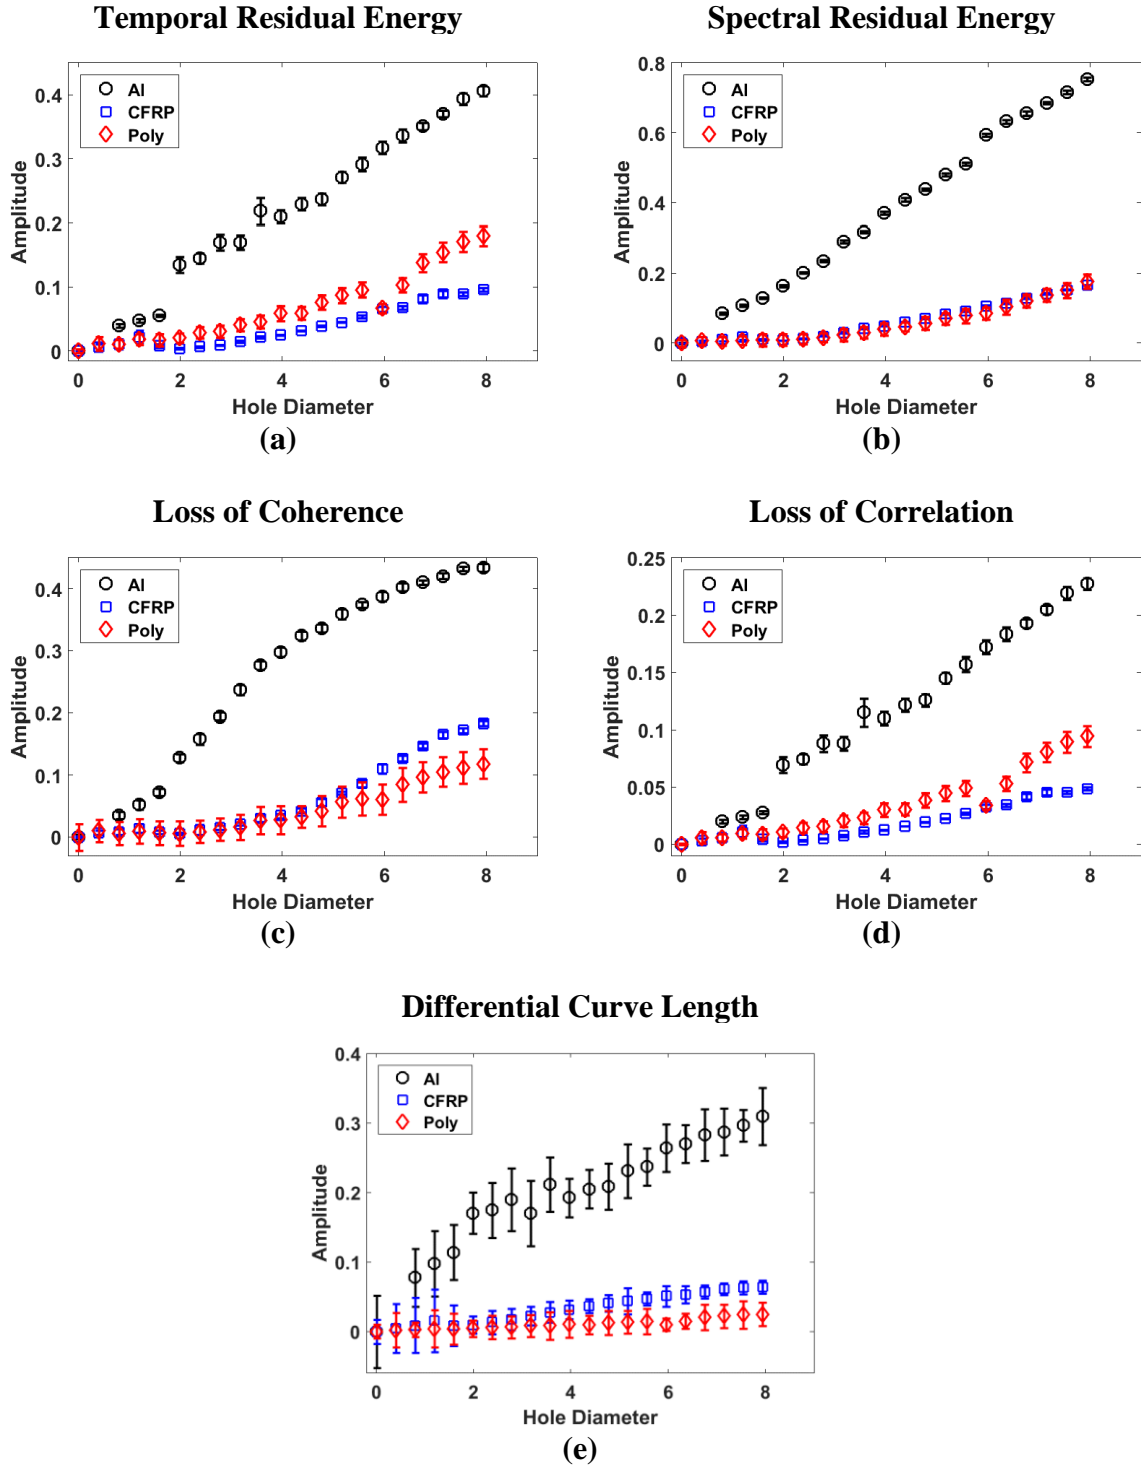 Temporal Residual Energy
Amplitude
0.4
0.3
0.2
0.1
0
Al
CFRP
Poly
0 2 4 6 8
Hole Diameter
(a)
Spectral Residual Energy
Amplitude
0.8
0.6
0.4
0.2
0
Al
CFRP
Poly
0 2 4 6 8
Hole Diameter
(b)
Loss of Coherence
Amplitude
0.4
0.3
0.2
0.1
0
Al
CFRP
Poly
0 2 4 6 8
Hole Diameter
(c)
Loss of Correlation
Amplitude
0.25
0.2
0.15
0.1
0.05
0
Al
CFRP
Poly
0 2 4 6 8
Hole Diameter
(d)
Differential Curve Length
Amplitude
0.4
0.3
0.2
0.1
0
Al
CFRP
Poly
0 2 4 6 8
Hole Diameter
(e)